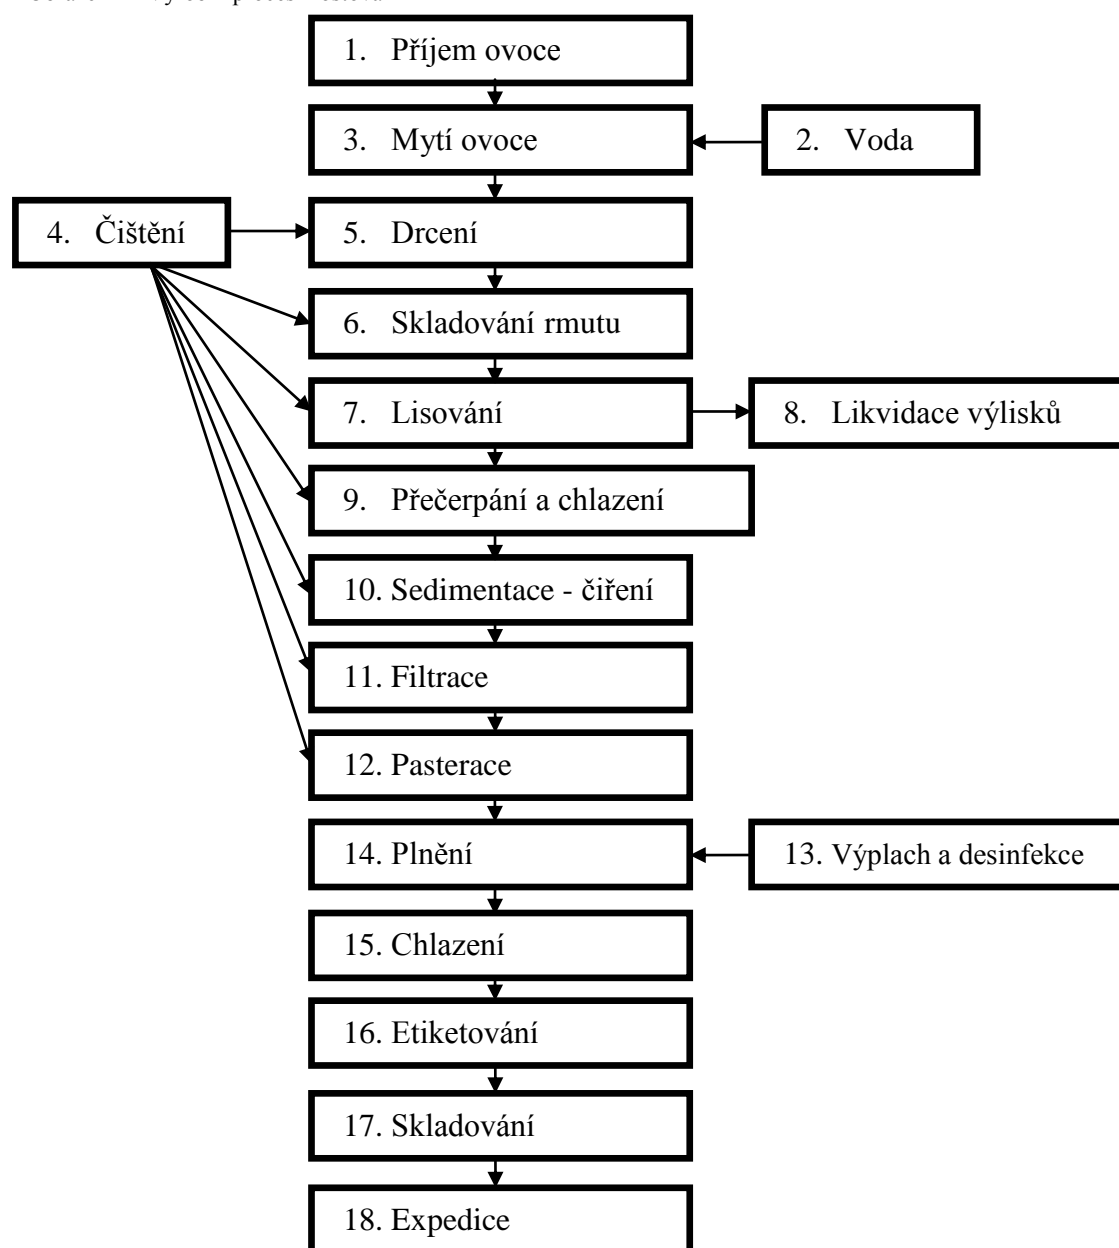 1. Příjem ovoce
3. Mytí ovoce
2. Voda
4. Čištění
5. Drcení
6. Skladování rmutu
7. Lisování
8. Likvidace výlisků
9. Přečerpání a chlazení
10. Sedimentace - čiření
11. Filtrace
12. Pasterace
14. Plnění
13. Výplach a desinfekce
15. Chlazení
16. Etiketování
17. Skladování
18. Expedice